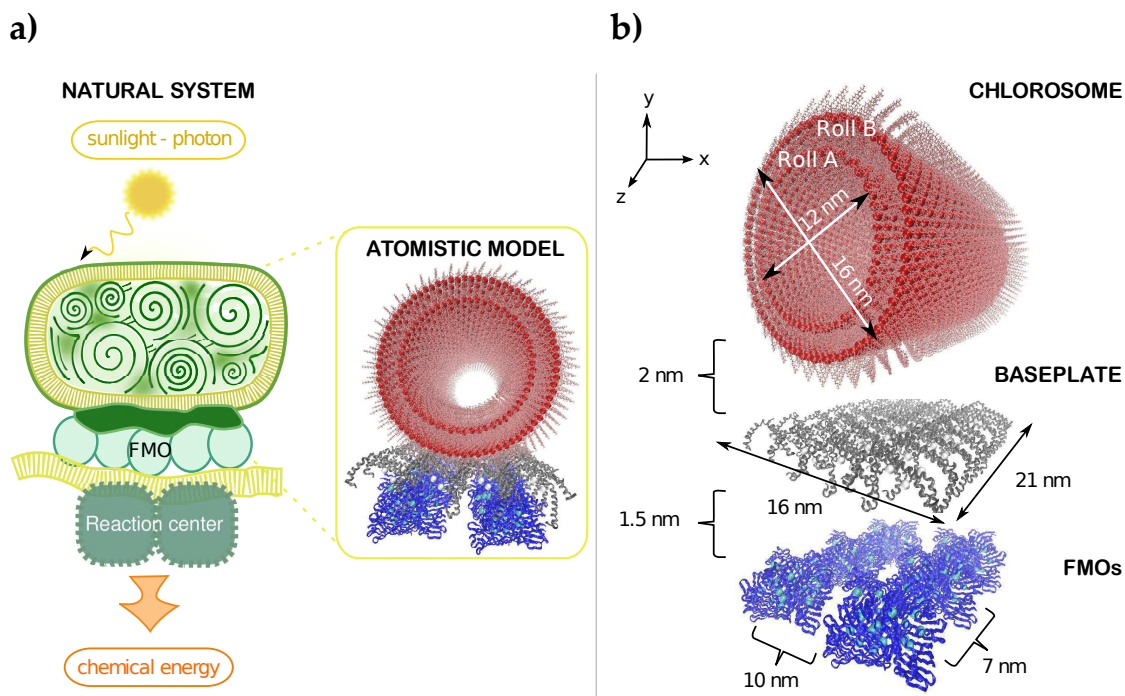 a)
NATURAL SYSTEM
sunlight - photon
FMO
Reaction center
chemical energy
ATOMISTIC MODEL
b)
CHLOROSOME
y
x
z
Roll B
Roll A
12 nm
16 nm
2 nm
BASEPLATE
16 nm
21 nm
1.5 nm
FMOs
10 nm
7 nm